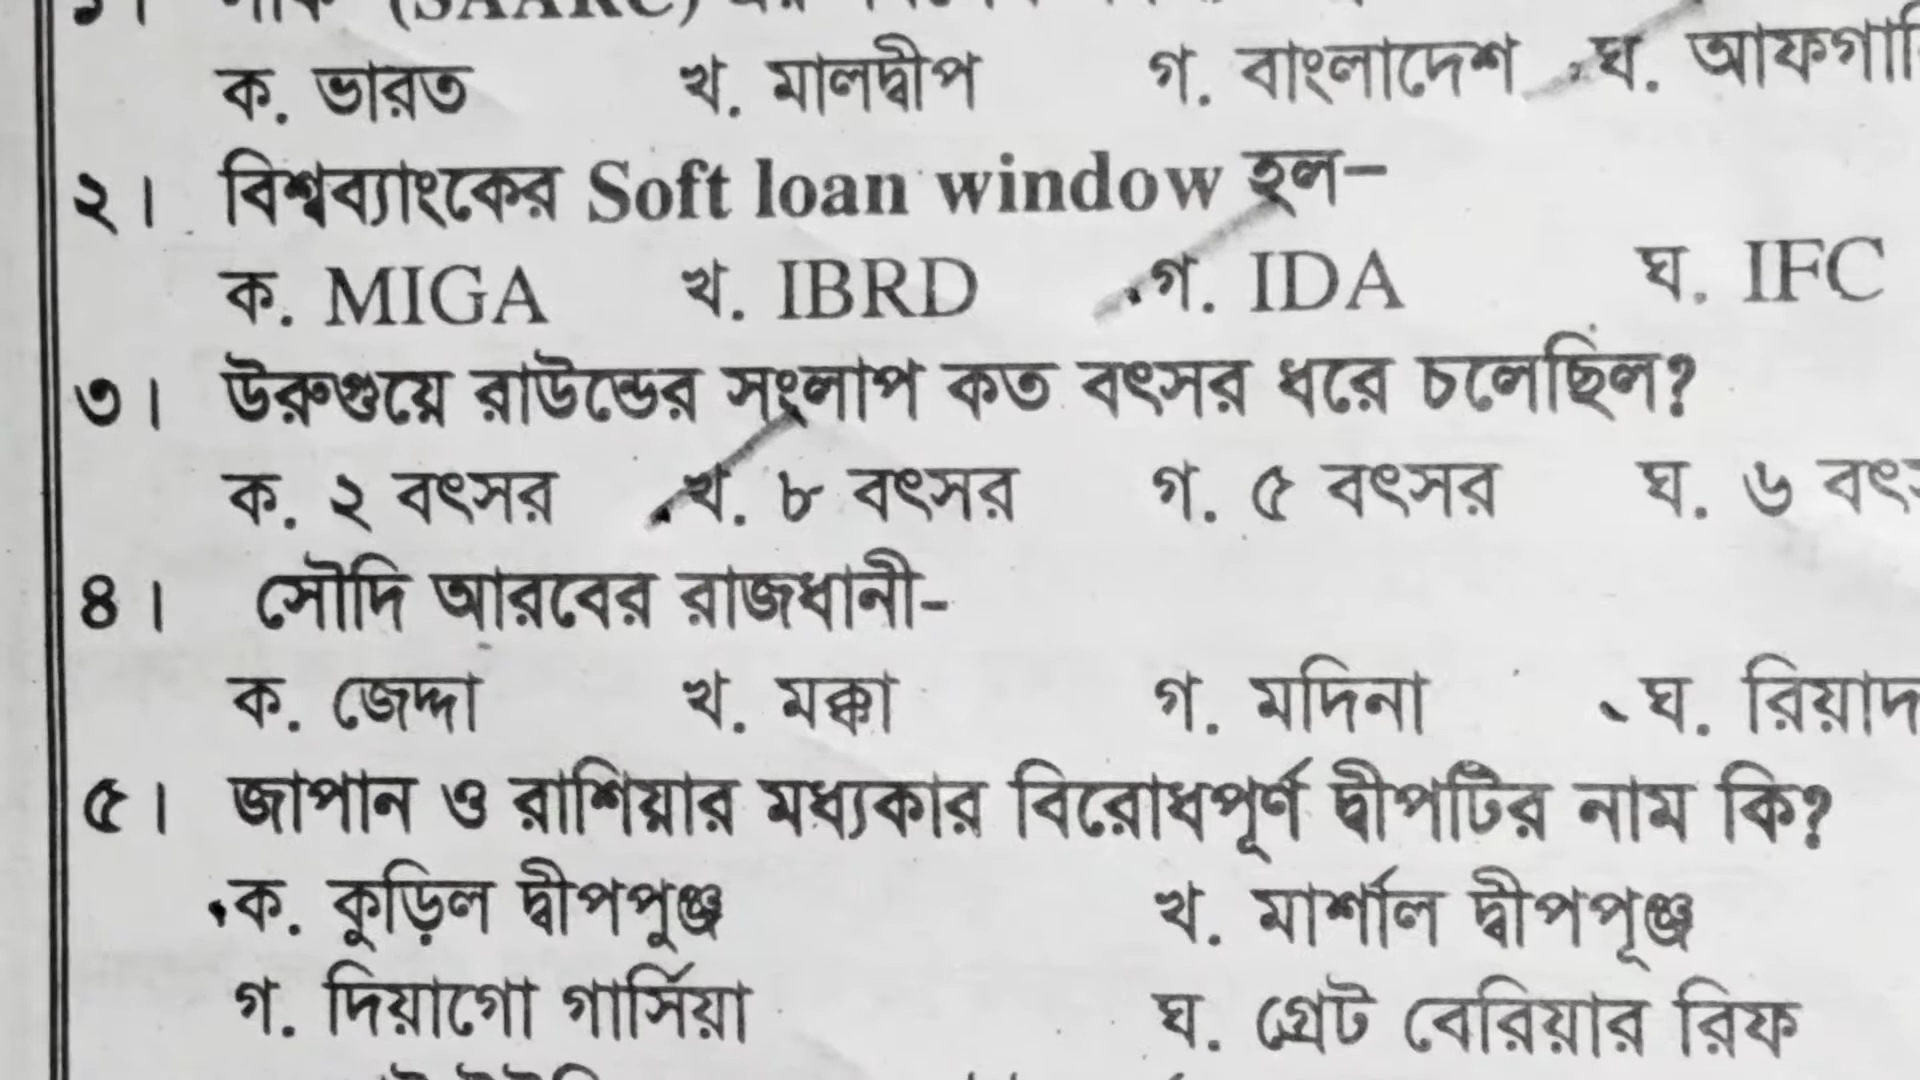 ১। (SAARC)
ক. ভারত খ. মালদ্বীপ গ. বাংলাদেশ ঘ.
২। বিশ্বব্যাংকের Soft loan window হল-
ক. MIGA খ. IBRD গ. IDA ঘ. IFC
৩। উরুগুয়ে রাউন্ডের সংলাপ কত বৎসর ধরে চলেছিল?
ক. ২ বৎসর খ. ৮ বৎসর গ. ৫ বৎসর ঘ. ৬
৪। সৌদি আরবের রাজধানী-
ক. জেদ্দা খ. মক্কা গ. মদিনা ঘ. রিয়াদ
৫। জাপান ও রাশিয়ার মধ্যকার বিরোধপূর্ণ দ্বীপটির নাম কি?
ক. কুড়িল দ্বীপপুঞ্জ খ. মার্শাল দ্বীপপূঞ্জ
গ. দিয়াগো গার্সিয়া ঘ. গ্রেট বেরিয়ার রিফ